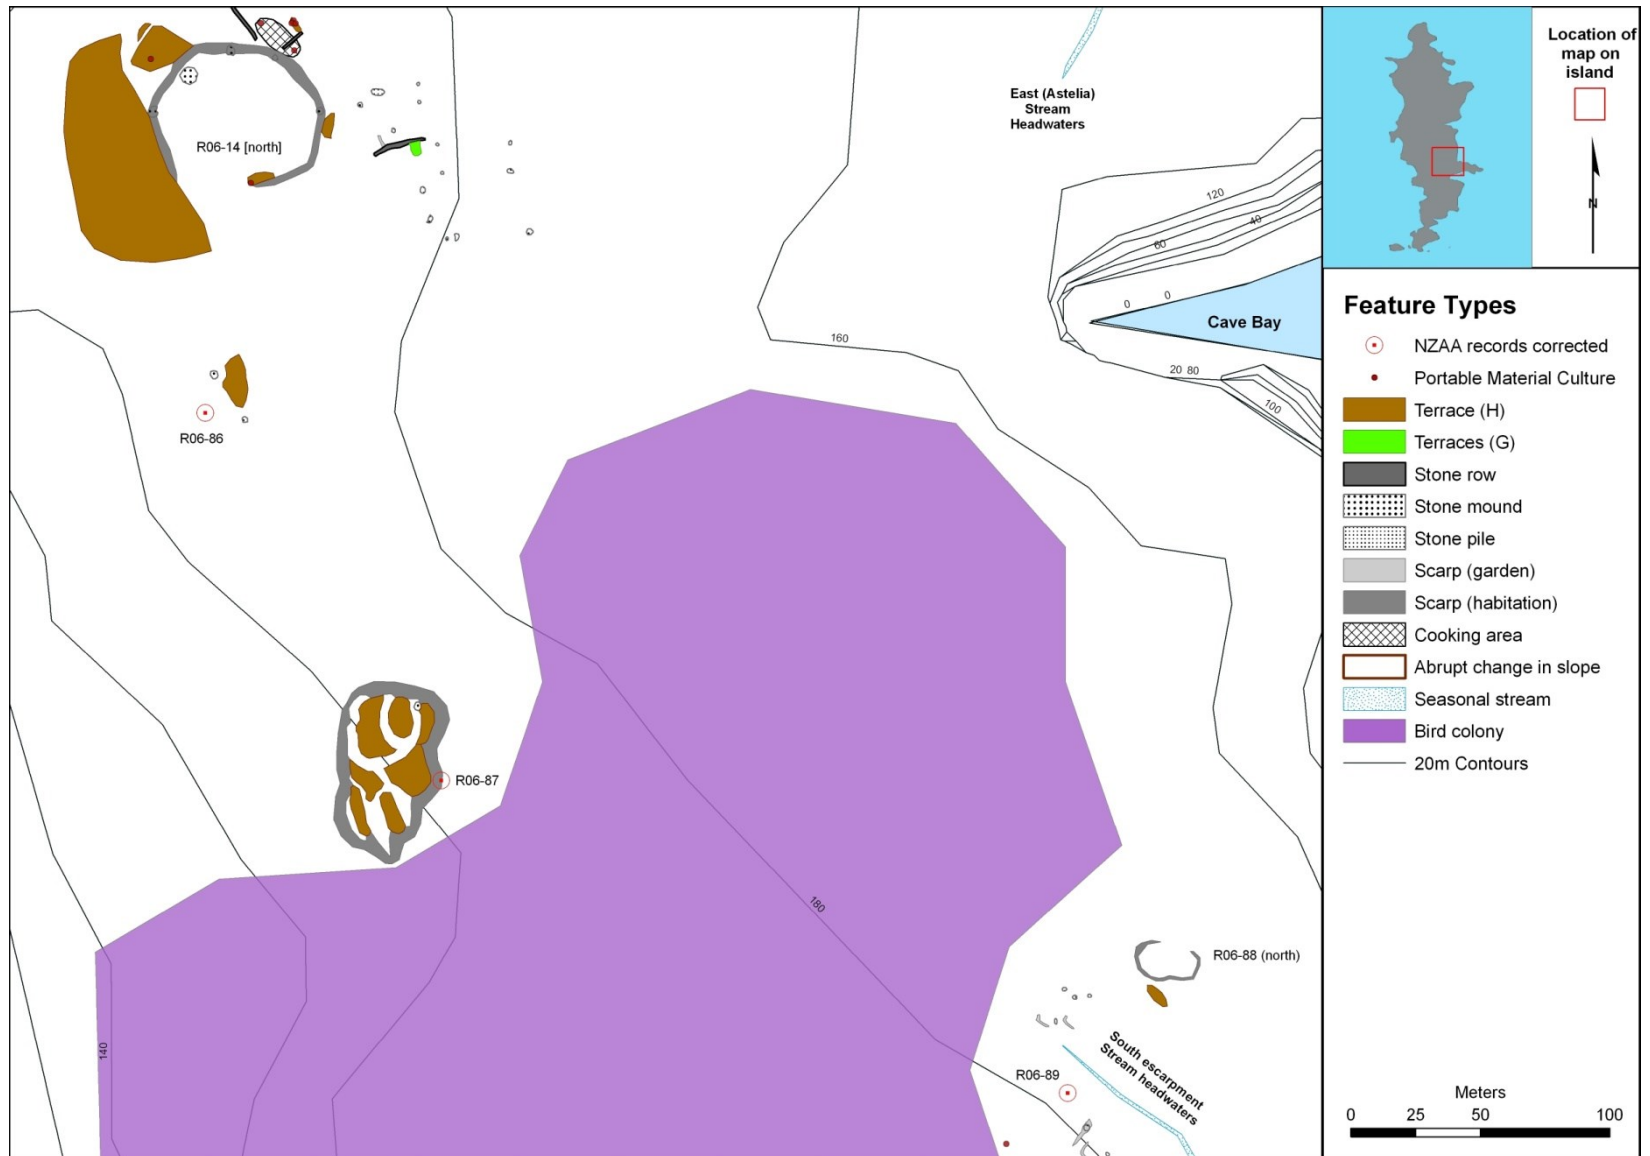 R06-14 [north]
East (Astelia)
Stream
Headwaters
120
40
60
0
0
Cave Bay
160
20 80
100
R06-86
R06-87
180
R06-88 (north)
South escarpment
Stream headwaters
R06-89
140
Location of
map on
island
N
Feature Types
NZAA records corrected
Portable Material Culture
Terrace (H)
Terraces (G)
Stone row
Stone mound
Stone pile
Scarp (garden)
Scarp (habitation)
Cooking area
Abrupt change in slope
Seasonal stream
Bird colony
20m Contours
Meters
0 25 50 100